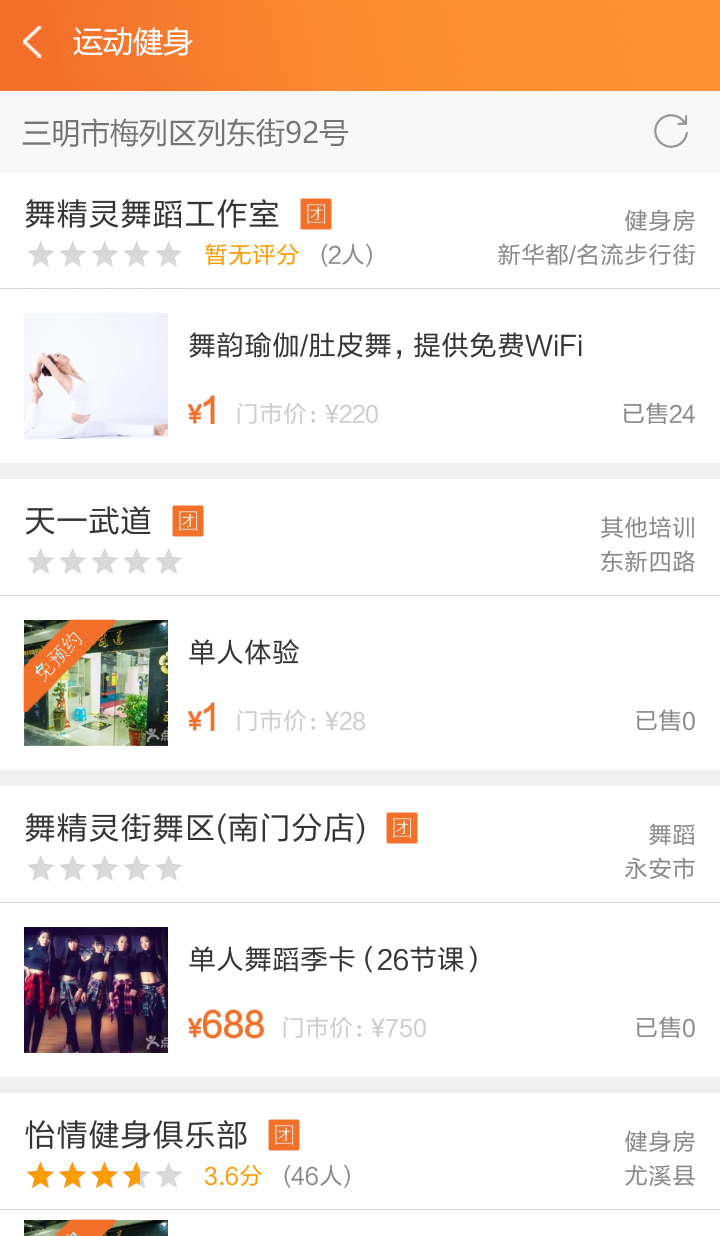 运动健身
三明市梅列区列东街92号
舞精灵舞蹈工作室 团
健身房
暂无评分 (2人)
新华都/名流步行街
舞韵瑜伽/肚皮舞，提供免费WiFi
¥1 门市价：¥220
已售24
天一武道 团
其他培训
东新四路
免预约
武道
单人体验
¥1 门市价：¥28
已售0
舞精灵街舞区(南门分店) 团
舞蹈
永安市
单人舞蹈季卡（26节课）
¥688 门市价：¥750
已售0
怡情健身俱乐部 团
健身房
3.6分 (46人)
尤溪县